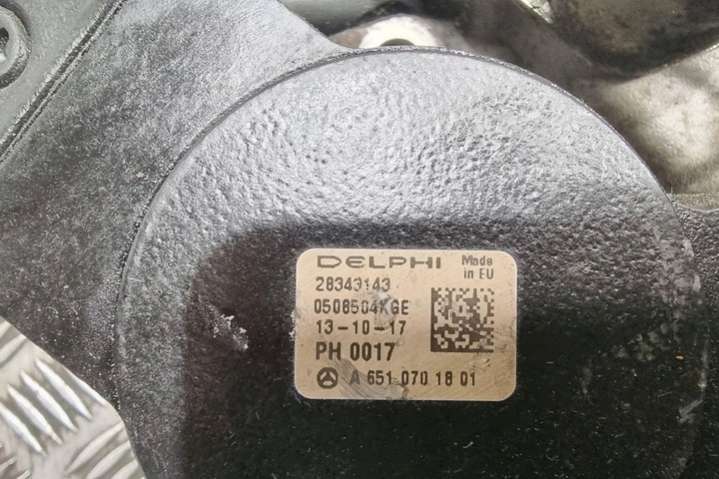 DELPHI Made in EU
28343143
0508504KGE
13-10-17
PH 0017
A 651 070 18 01